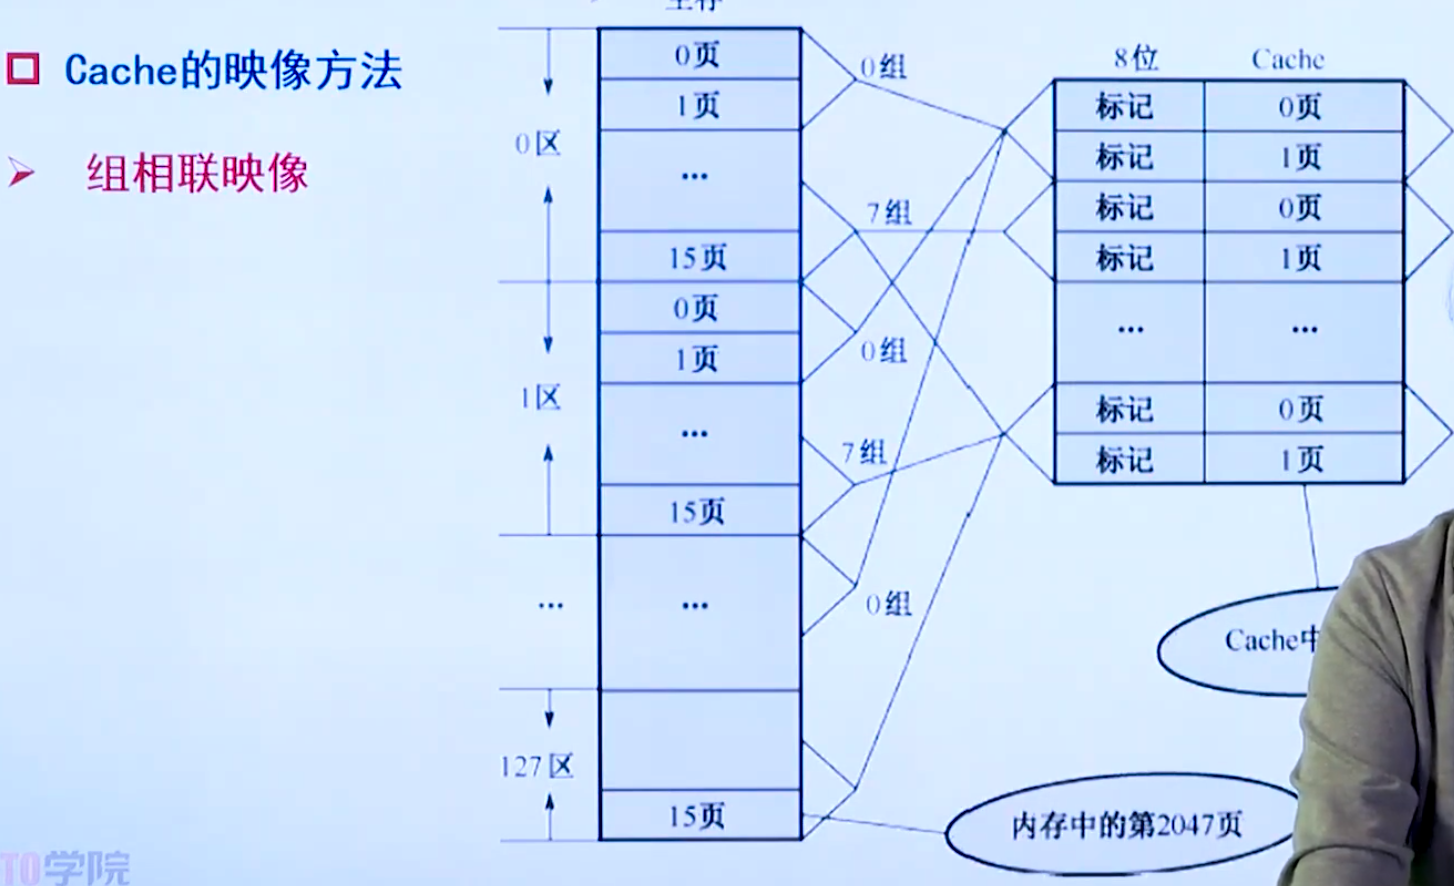 Cache的映像方法
组相联映像
0区
1区
...
127区
0页
1页
...
15页
0页
1页
...
15页
...
15页
0组
7组
0组
7组
0组
8位 Cache
标记 0页
标记 1页
标记 0页
标记 1页
... ...
标记 0页
标记 1页
Cache中
内存中的第2047页
TO学院